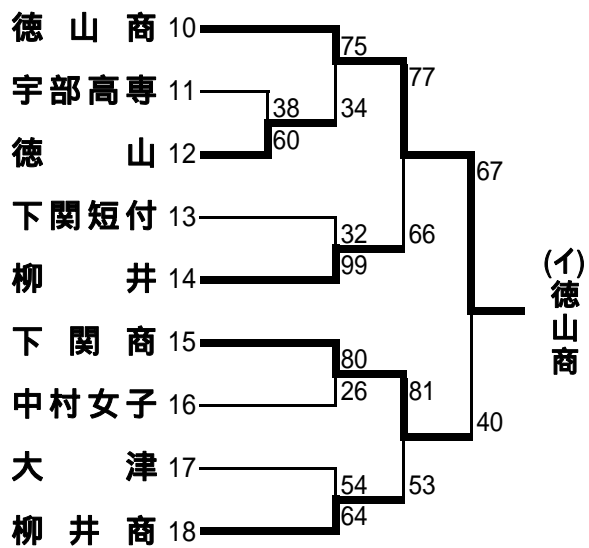 徳山商 10
75
77
宇部高専 11
38
34
徳山 12
60
67
下関短付 13
32
66
柳井 14
99
(イ)徳山商
下関商 15
80
81
中村女子 16
26
40
大津 17
54
53
柳井商 18
64